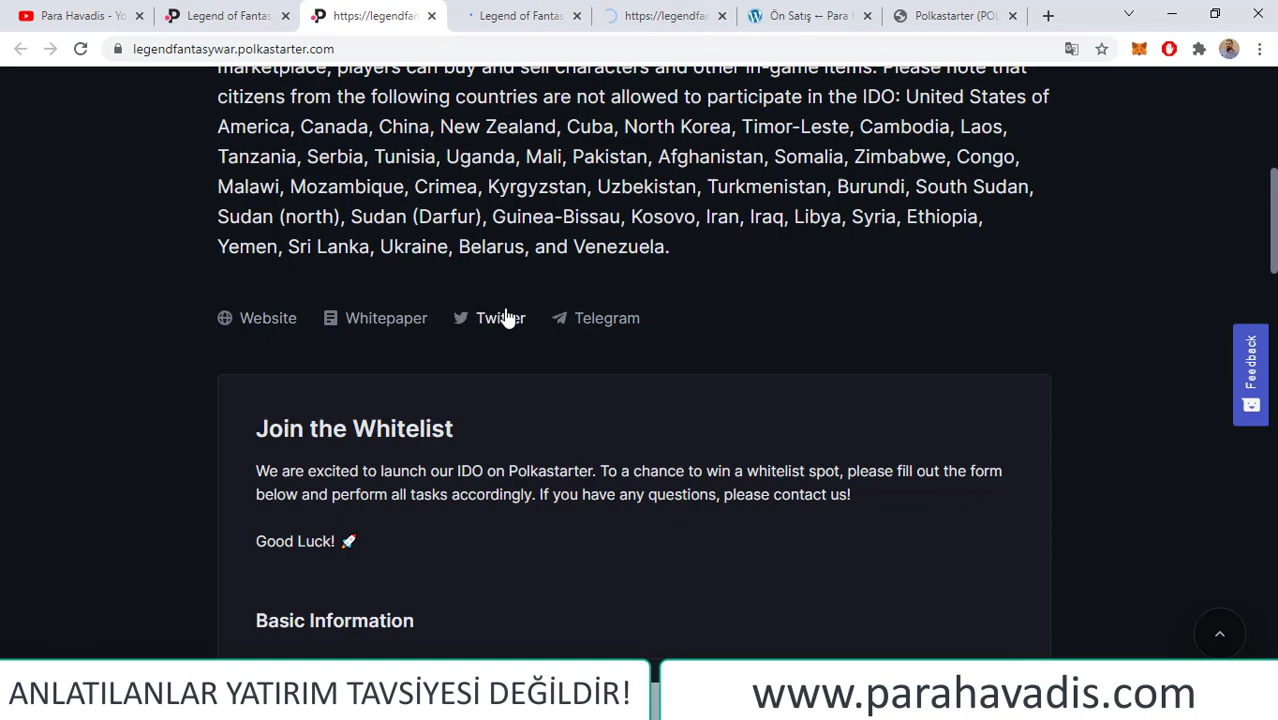 Para Havadis - Yo
Legend of Fantas
https://legendfan
Legend of Fantas
https://legendfan
Ön Satış ← Para
Polkastarter (POL
legendfantasywar.polkastarter.com
marketplace, players can buy and sell characters and other in-game items. Please note that
citizens from the following countries are not allowed to participate in the IDO: United States of
America, Canada, China, New Zealand, Cuba, North Korea, Timor-Leste, Cambodia, Laos,
Tanzania, Serbia, Tunisia, Uganda, Mali, Pakistan, Afghanistan, Somalia, Zimbabwe, Congo,
Malawi, Mozambique, Crimea, Kyrgyzstan, Uzbekistan, Turkmenistan, Burundi, South Sudan,
Sudan (north), Sudan (Darfur), Guinea-Bissau, Kosovo, Iran, Iraq, Libya, Syria, Ethiopia,
Yemen, Sri Lanka, Ukraine, Belarus, and Venezuela.
Website Whitepaper Twitter Telegram
Feedback
Join the Whitelist
We are excited to launch our IDO on Polkastarter. To a chance to win a whitelist spot, please fill out the form
below and perform all tasks accordingly. If you have any questions, please contact us!
Good Luck! 🚀
Basic Information
ANLATILANLAR YATIRIM TAVSİYESİ DEĞİLDİR!
www.parahavadis.com